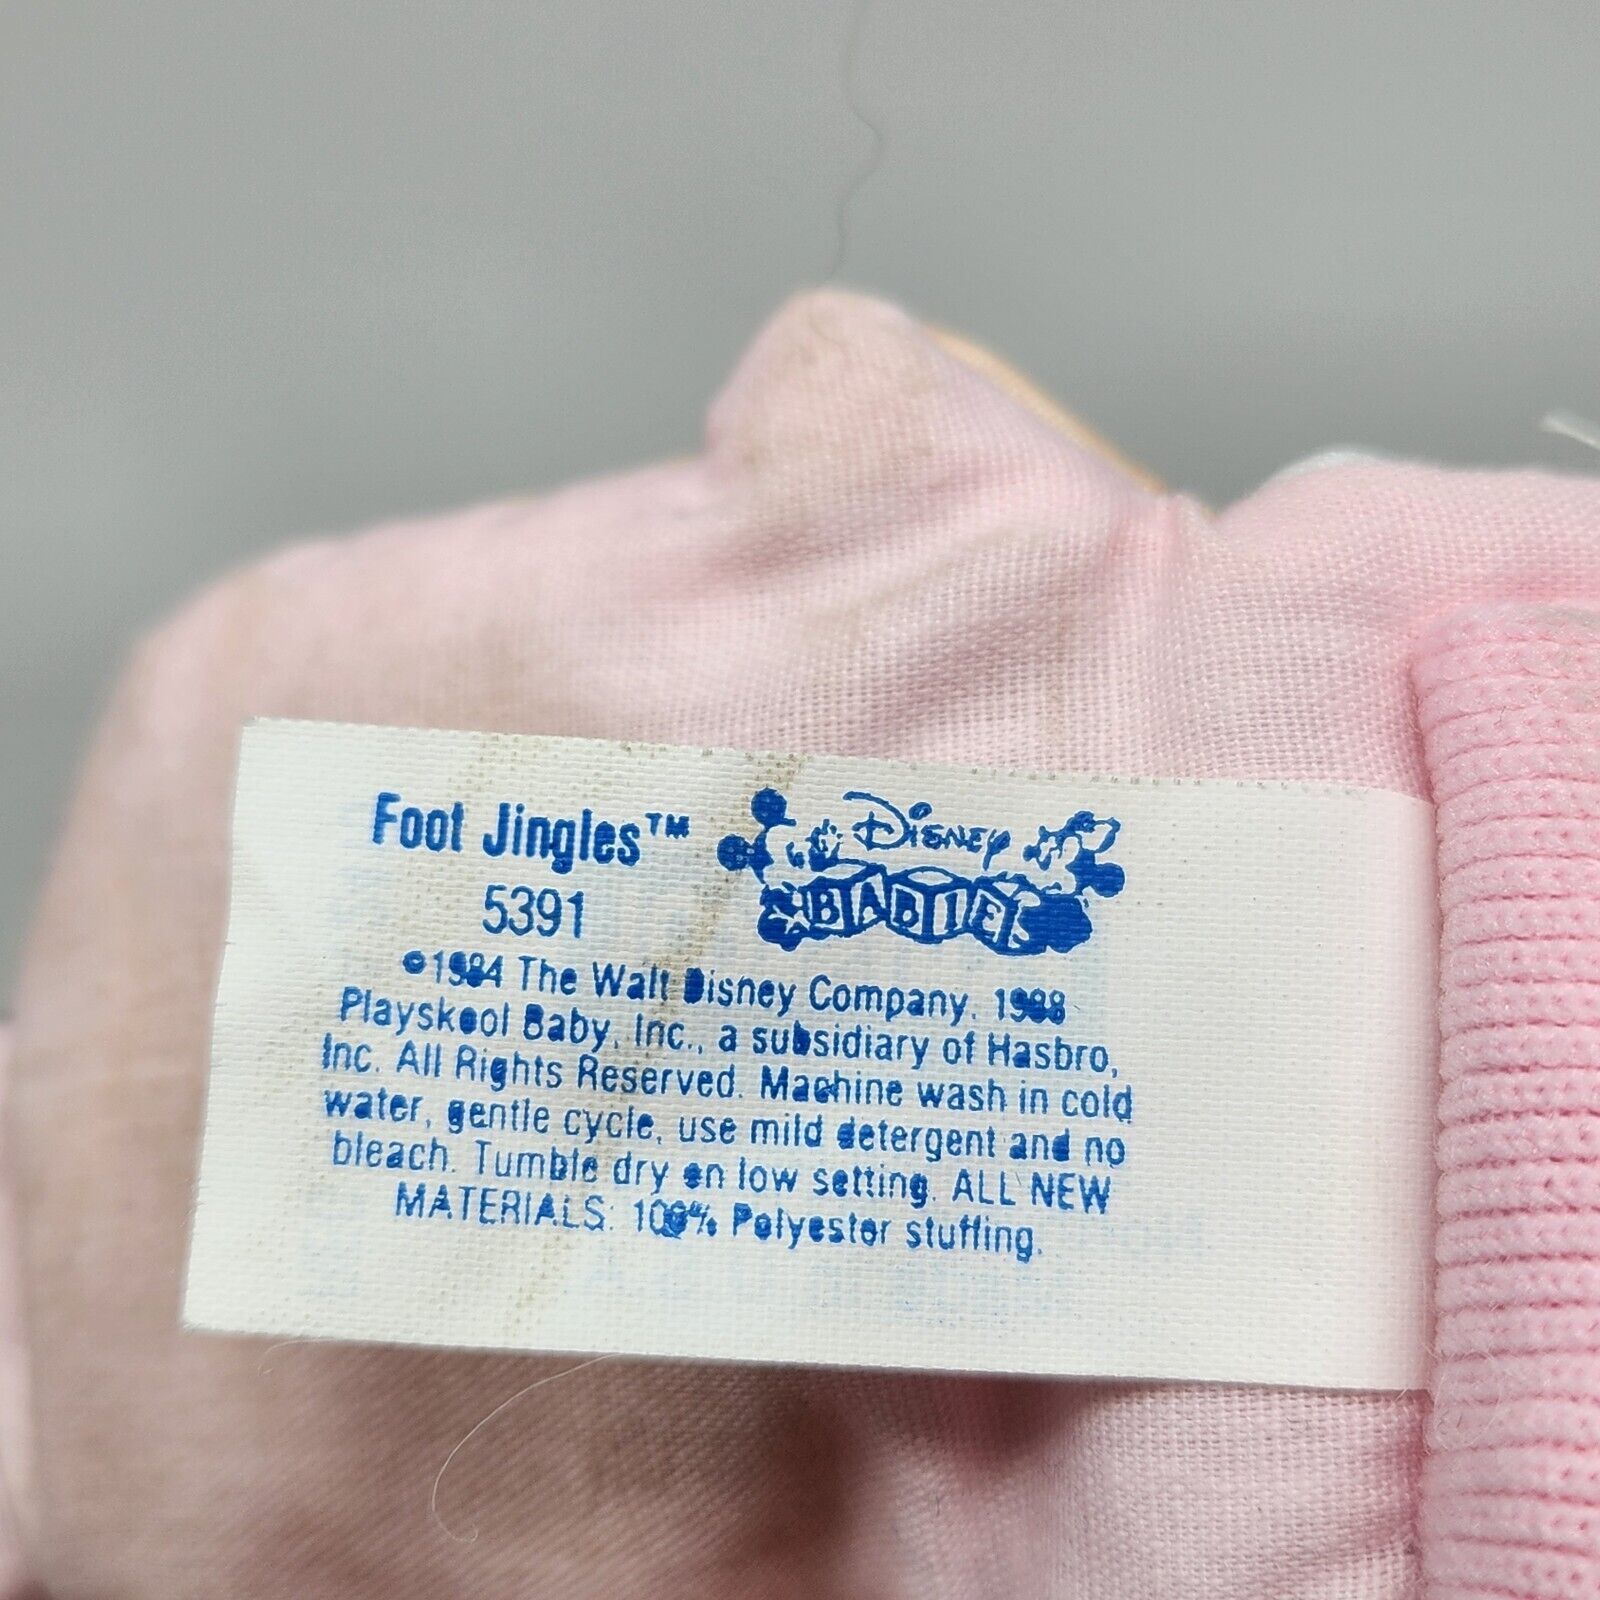 Foot Jingles™
5391
DISNEY
BABIES
©1984 The Walt Disney Company. 1988
Playskool Baby, Inc., a subsidiary of Hasbro,
Inc. All Rights Reserved. Machine wash in cold
water, gentle cycle, use mild detergent and no
bleach. Tumble dry on low setting. ALL NEW
MATERIALS: 100% Polyester stuffing.